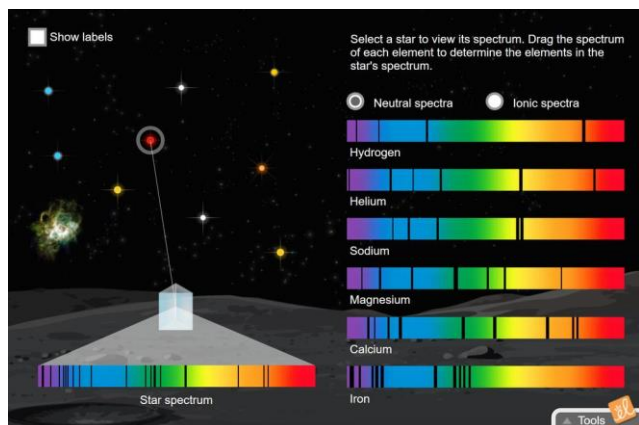 Show labels
Select a star to view its spectrum. Drag the spectrum
of each element to determine the elements in the
star's spectrum.
Neutral spectra
Ionic spectra
Hydrogen
Helium
Sodium
Magnesium
Calcium
Iron
Star spectrum
Tools
el